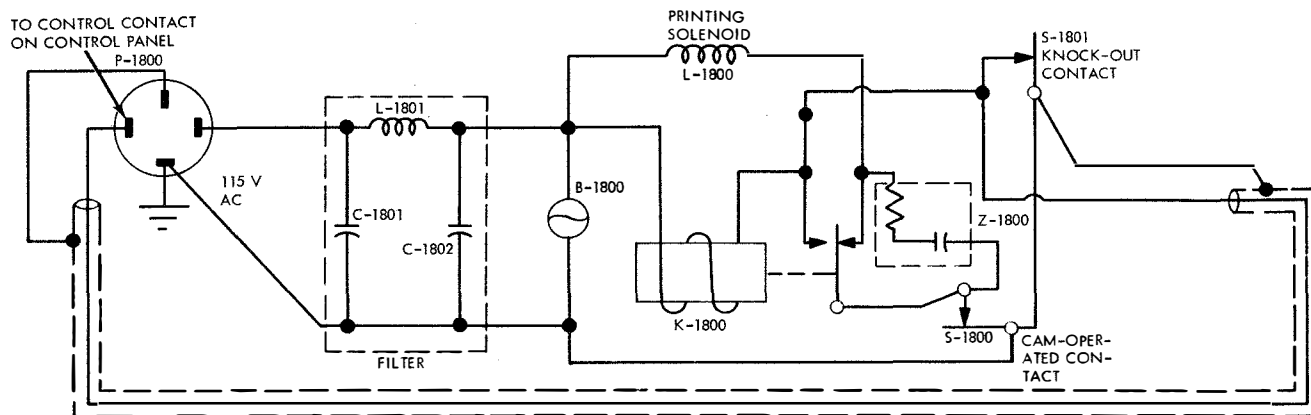 TO CONTROL CONTACT
ON CONTROL PANEL
P-1800
L-1801
115 V
AC
C-1801
C-1802
FILTER
B-1800
PRINTING
SOLENOID
L-1800
K-1800
Z-1800
S-1801
KNOCK-OUT
CONTACT
S-1800
CAM-OPER-
ATED CON-
TACT